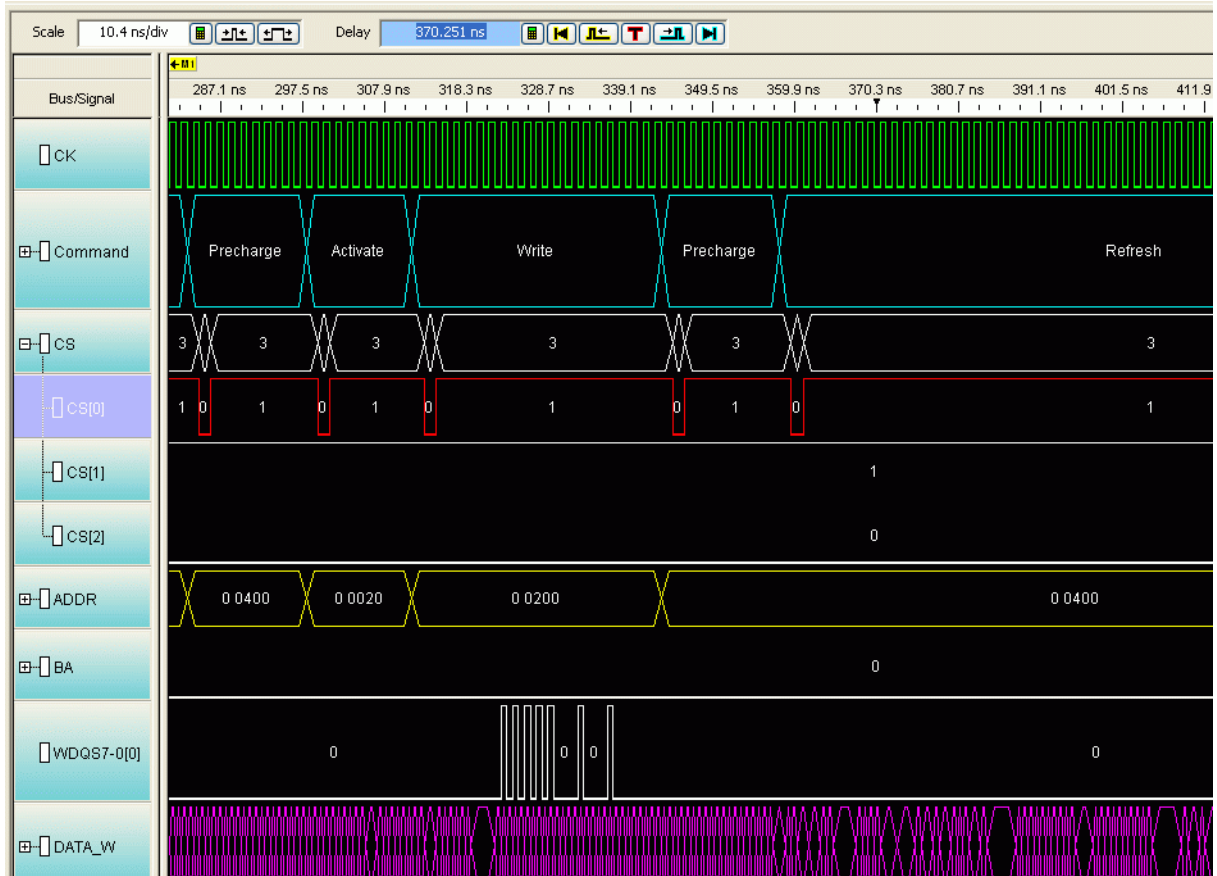 Scale 10.4 ns/div Delay 370.251 ns T
M1
Bus/Signal 287.1 ns 297.5 ns 307.9 ns 318.3 ns 328.7 ns 339.1 ns 349.5 ns 359.9 ns 370.3 ns 380.7 ns 391.1 ns 401.5 ns 411.9
CK
Command Precharge Activate Write Precharge Refresh
CS 3 3 3 3 3 3
CS[0] 1 0 1 0 1 0 1 0 1 0 1
CS[1] 1
CS[2] 0
ADDR 0 0400 0 0020 0 0200 0 0400
BA 0
WDQS7-0[0] 0 0 0 0
DATA_W